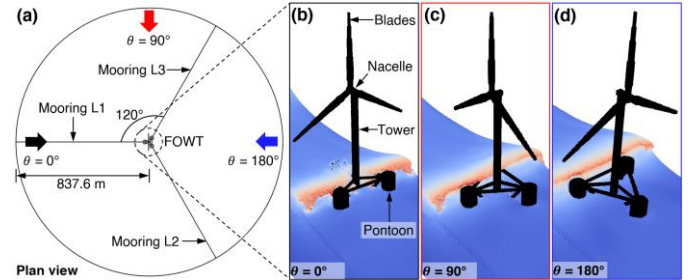 (a)
θ = 90°
Mooring L3
Mooring L1
120°
FOWT
θ = 0°
θ = 180°
837.6 m
Mooring L2
Plan view
(b)
Blades
Nacelle
Tower
Pontoon
θ = 0°
(c)
θ = 90°
(d)
θ = 180°